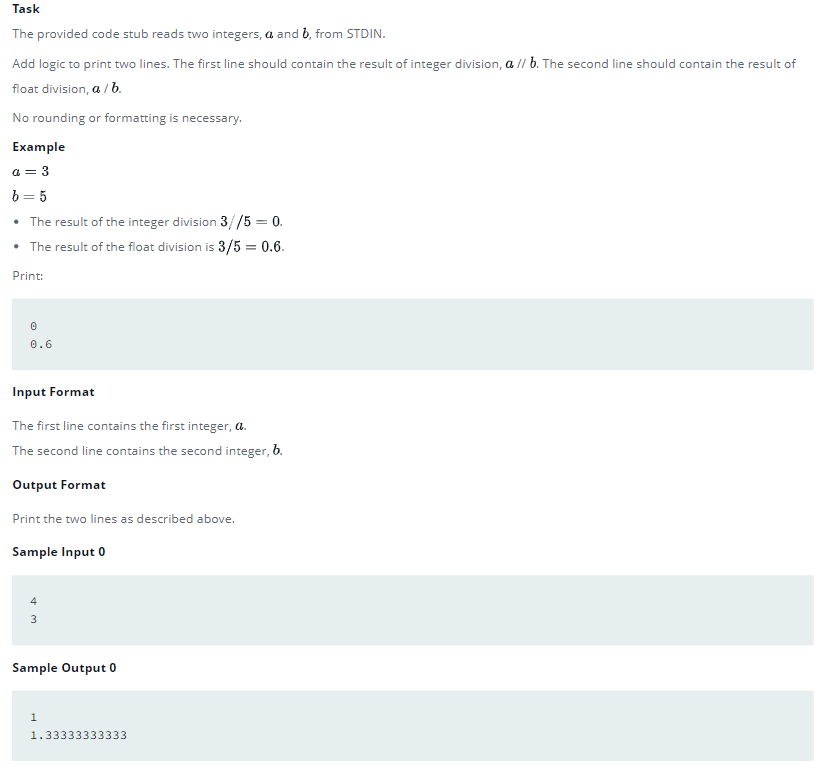 Task
The provided code stub reads two integers, a and b, from STDIN.
Add logic to print two lines. The first line should contain the result of integer division, a // b. The second line should contain the result of
float division, a / b.
No rounding or formatting is necessary.
Example
a = 3
b = 5
• The result of the integer division 3//5 = 0.
• The result of the float division is 3/5 = 0.6.
Print:
0
0.6
Input Format
The first line contains the first integer, a.
The second line contains the second integer, b.
Output Format
Print the two lines as described above.
Sample Input 0
4
3
Sample Output 0
1
1.33333333333